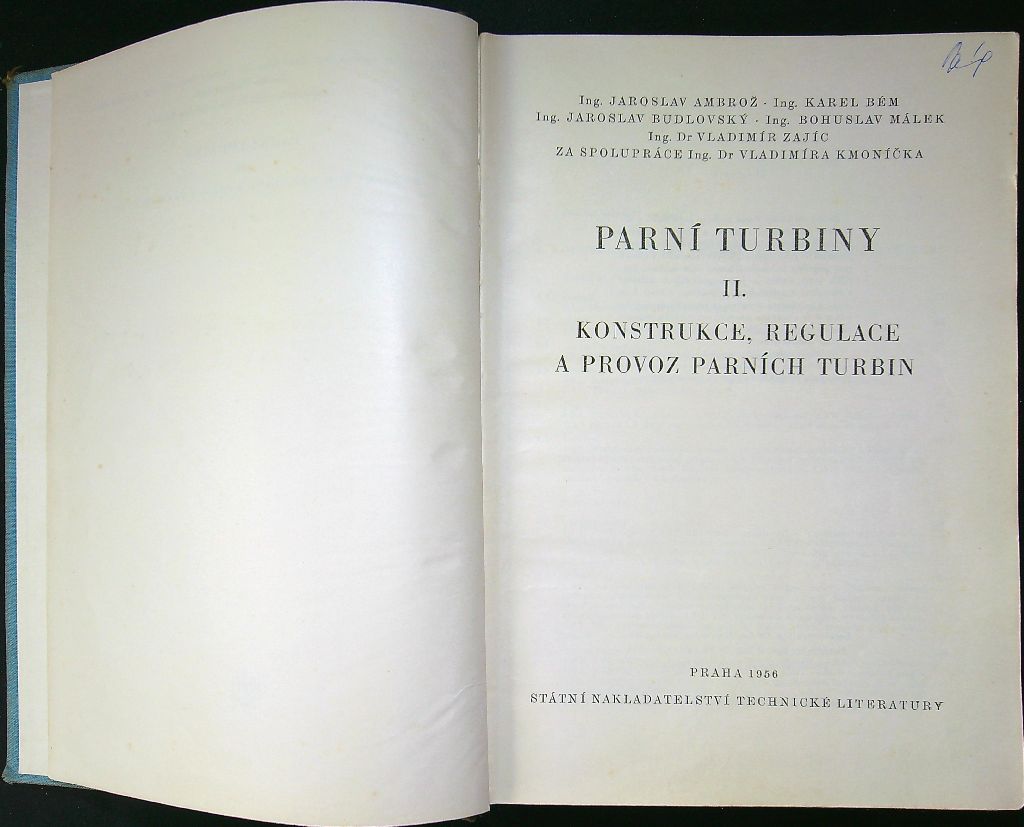 Ing. JAROSLAV AMBROŽ · Ing. KAREL BÉM
Ing. JAROSLAV BUDLOVSKÝ · Ing. BOHUSLAV MÁLEK
Ing. Dr VLADIMÍR ZAJÍC
ZA SPOLUPRÁCE Ing. Dr VLADIMÍRA KMONÍČKA
PARNÍ TURBINY
II.
KONSTRUKCE, REGULACE
A PROVOZ PARNÍCH TURBIN
PRAHA 1956
STÁTNÍ NAKLADATELSTVÍ TECHNICKÉ LITERATURY